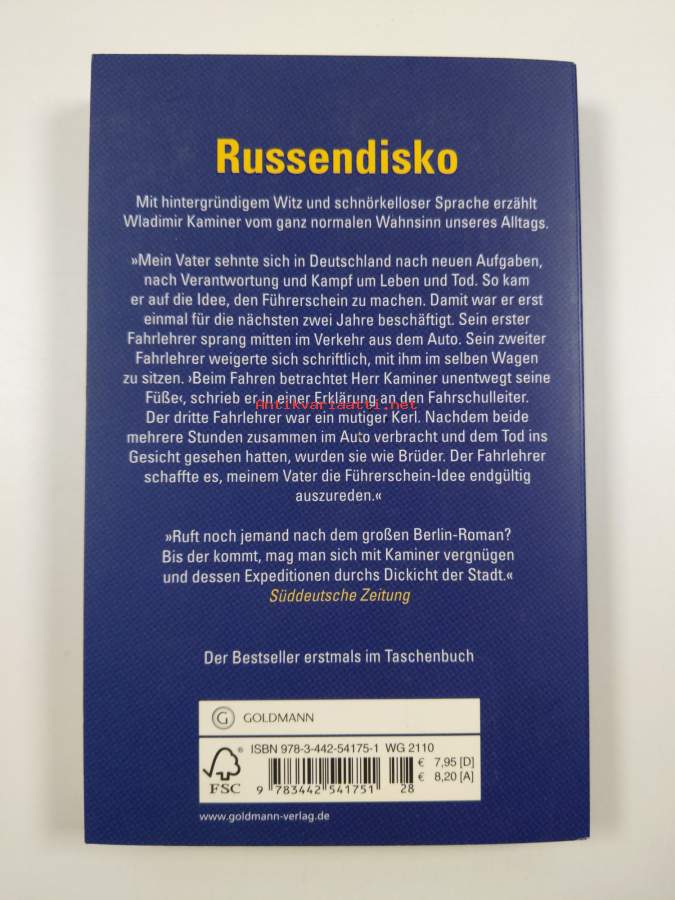 Russendisko
Mit hintergründigem Witz und schnörkelloser Sprache erzählt
Wladimir Kaminer vom ganz normalen Wahnsinn unseres Alltags.
»Mein Vater sehnte sich in Deutschland nach neuen Aufgaben,
nach Verantwortung und Kampf um Leben und Tod. So kam
er auf die Idee, den Führerschein zu machen. Damit war er erst
einmal für die nächsten zwei Jahre beschäftigt. Sein erster
Fahrlehrer sprang mitten im Verkehr aus dem Auto. Sein zweiter
Fahrlehrer weigerte sich schriftlich, mit ihm im selben Wagen
zu sitzen. ›Beim Fahren betrachtet Herr Kaminer unentwegt seine
Füße‹, schrieb er in einer Erklärung an den Fahrschulleiter.
Antikvariaatti.net
Der dritte Fahrlehrer war ein mutiger Kerl. Nachdem beide
mehrere Stunden zusammen im Auto verbracht und dem Tod ins
Gesicht gesehen hatten, wurden sie wie Brüder. Der Fahrlehrer
schaffte es, meinem Vater die Führerschein-Idee endgültig
auszureden.«
»Ruft noch jemand nach dem großen Berlin-Roman?
Bis der kommt, mag man sich mit Kaminer vergnügen
und dessen Expeditionen durchs Dickicht der Stadt.«
Süddeutsche Zeitung
Der Bestseller erstmals im Taschenbuch
G GOLDMANN
ISBN 978-3-442-54175-1 WG 2110
€ 7,95 [D]
€ 8,20 [A]
® FSC
9 783442 541751 28
www.goldmann-verlag.de